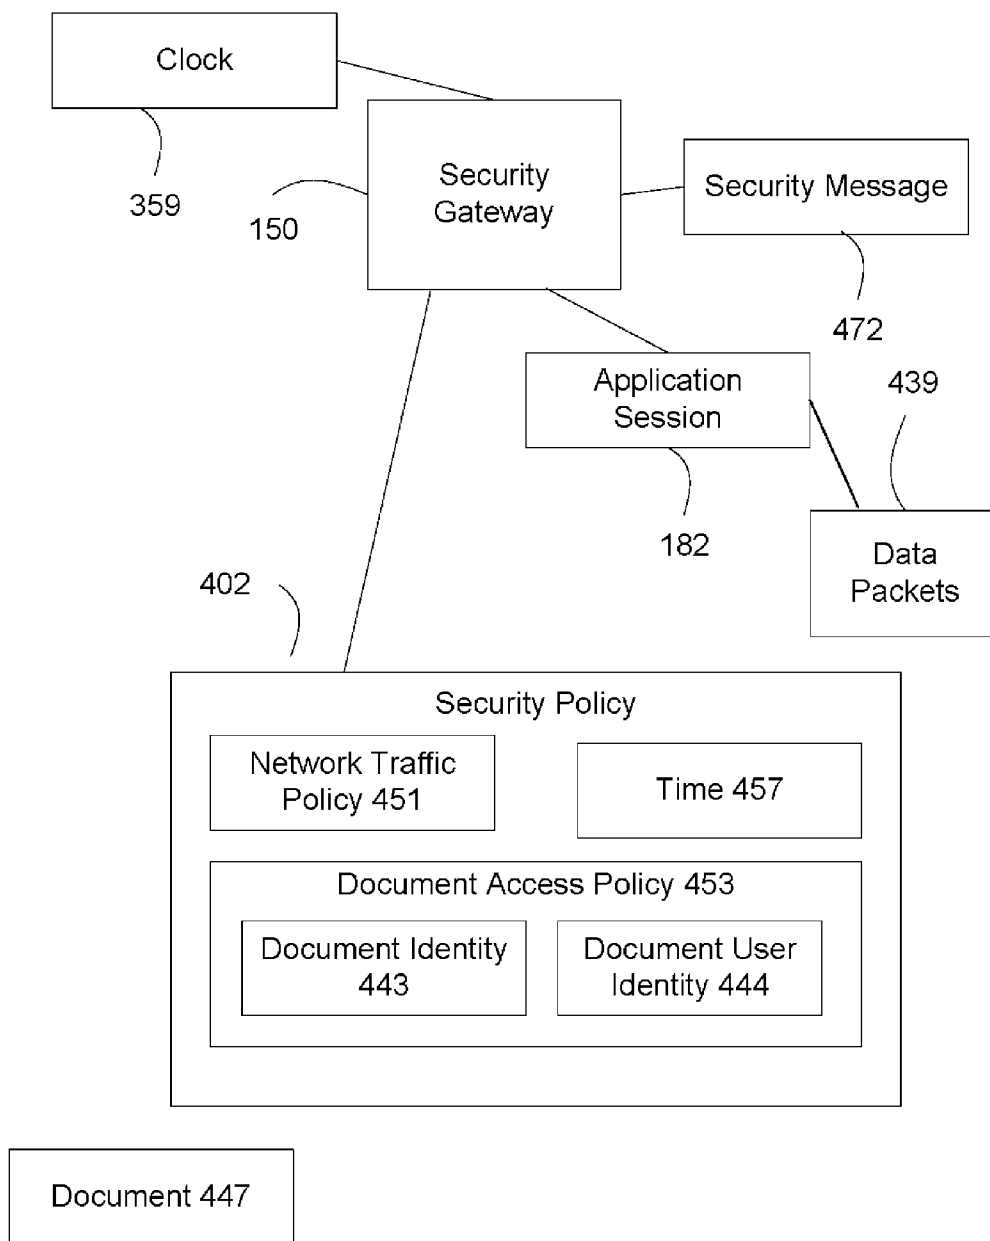 Clock
359
Security
Gateway
150
Security Message
472
Application
Session
182
439
Data
Packets
402
Security Policy
Network Traffic
Policy 451
Time 457
Document Access Policy 453
Document Identity
443
Document User
Identity 444
Document 447